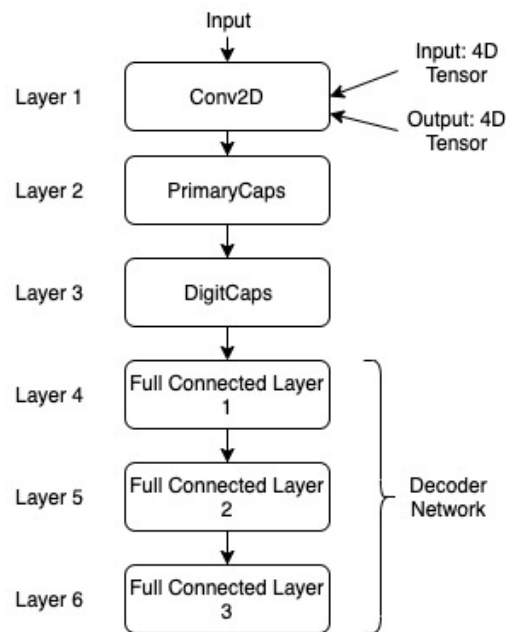 Input
Layer 1
Conv2D
Input: 4D
Tensor
Output: 4D
Tensor
Layer 2
PrimaryCaps
Layer 3
DigitCaps
Layer 4
Full Connected Layer
1
Layer 5
Full Connected Layer
2
Decoder
Network
Layer 6
Full Connected Layer
3